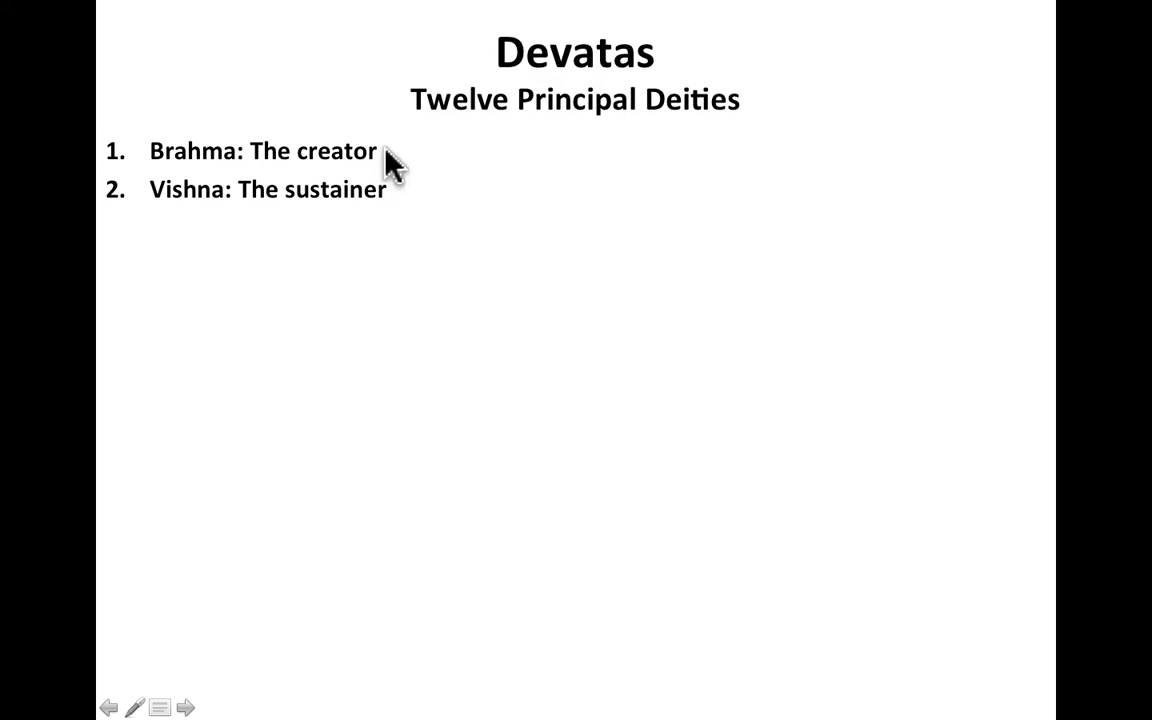 Devatas
Twelve Principal Deities
1. Brahma: The creator
2. Vishna: The sustainer